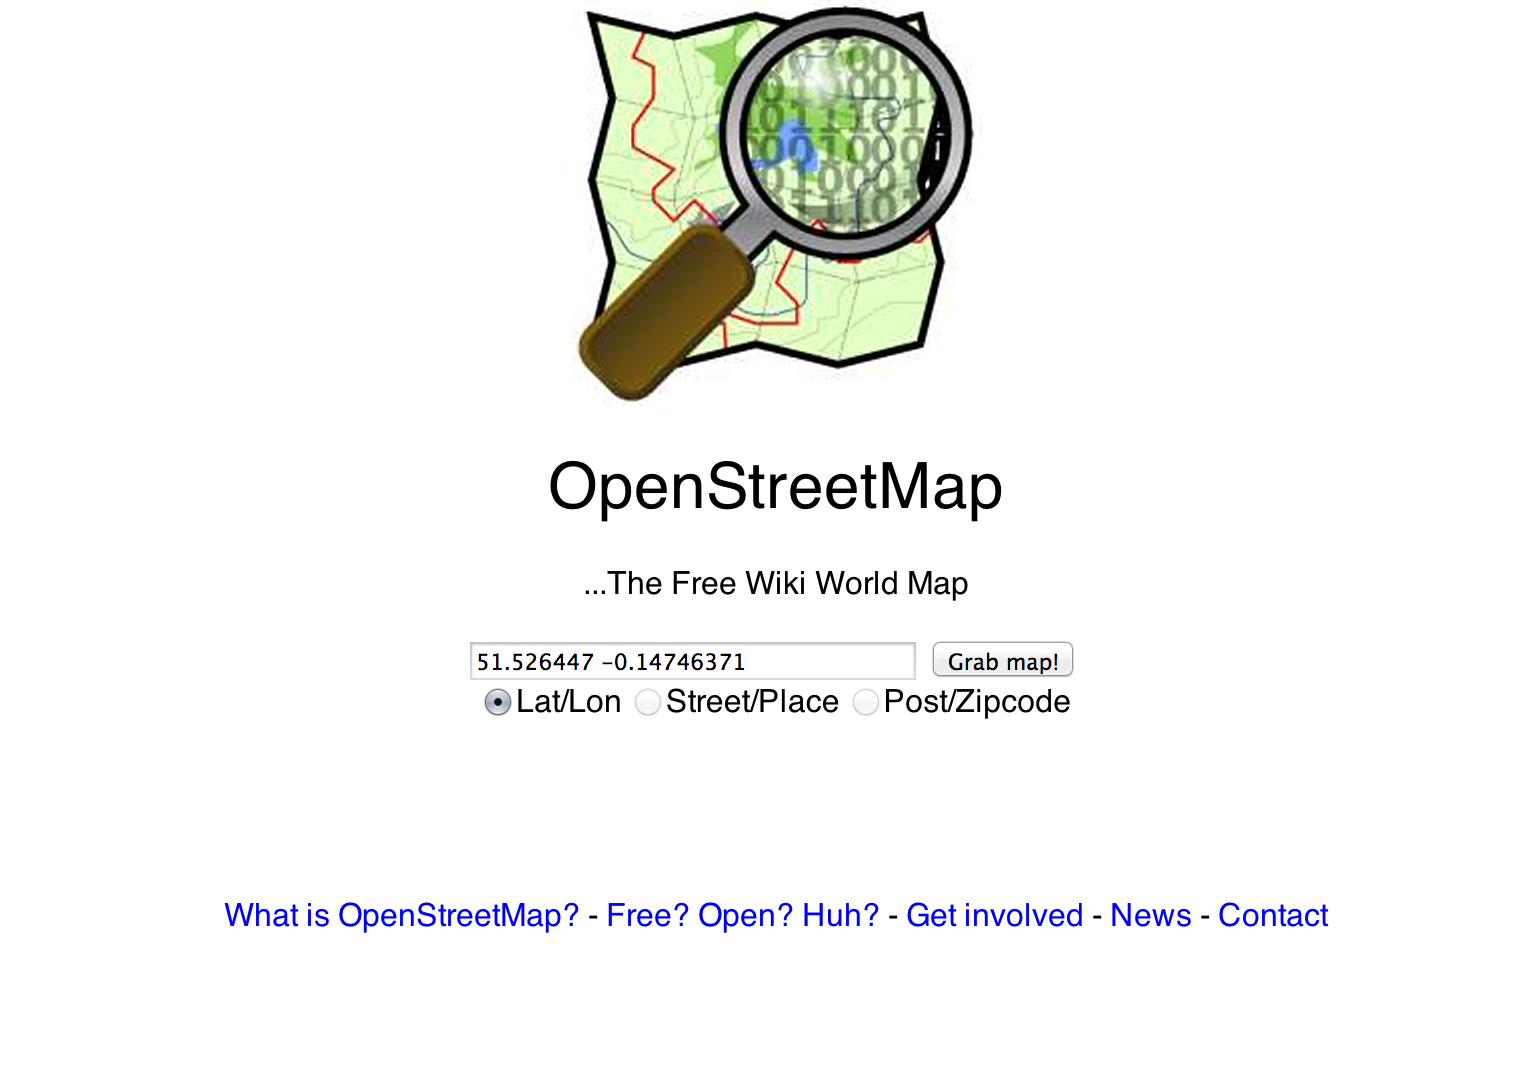 OpenStreetMap
...The Free Wiki World Map
51.526447 -0.14746371 Grab map!
Lat/Lon Street/Place Post/Zipcode
What is OpenStreetMap? - Free? Open? Huh? - Get involved - News - Contact